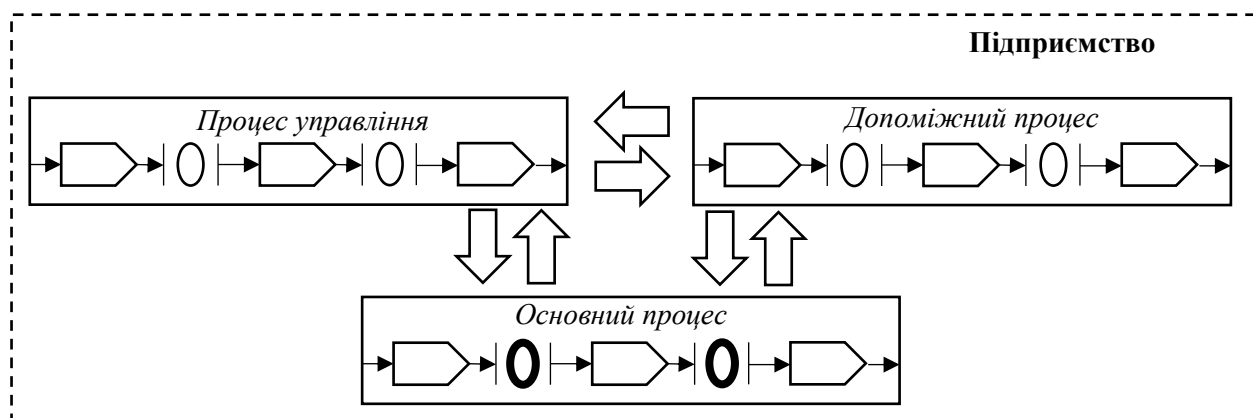 Підприємство
Процес управління
Допоміжний процес
Основний процес